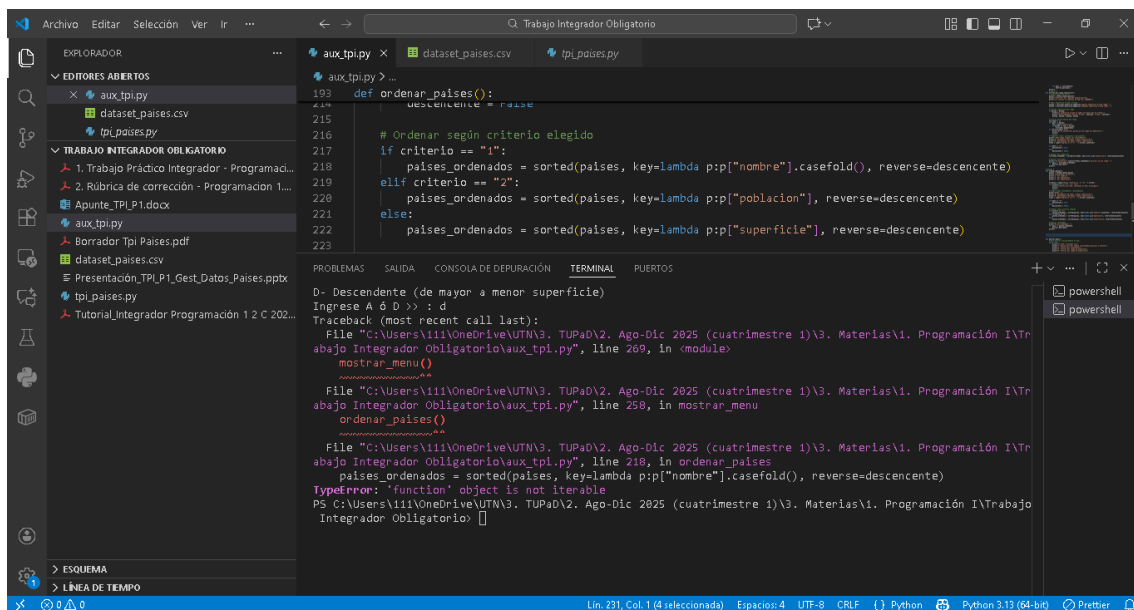 Archivo Editar Selección Ver Ir ···
Trabajo Integrador Obligatorio
EXPLORADOR ···
EDITORES ABIERTOS
aux_tpi.py
dataset_paises.csv
tpi_paises.py
TRABAJO INTEGRADOR OBLIGATORIO
1. Trabajo Práctico Integrador - Programaci...
2. Rúbrica de corrección - Programacion 1....
Apunte_TPI_P1.docx
aux_tpi.py
Borrador Tpi Paises.pdf
dataset_paises.csv
Presentación_TPI_P1_Gest_Datos_Paises.pptx
tpi_paises.py
Tutorial_Integrador Programación 1 2 C 202...
ESQUEMA
LÍNEA DE TIEMPO
aux_tpi.py dataset_paises.csv tpi_paises.py
aux_tpi.py > ...
193 def ordenar_paises():
214 descentente = False
215
216 # Ordenar según criterio elegido
217 if criterio == "1":
218 paises_ordenados = sorted(paises, key=lambda p:p["nombre"].casefold(), reverse=descentente)
219 elif criterio == "2":
220 paises_ordenados = sorted(paises, key=lambda p:p["poblacion"], reverse=descentente)
221 else:
222 paises_ordenados = sorted(paises, key=lambda p:p["superficie"], reverse=descentente)
223
PROBLEMAS SALIDA CONSOLA DE DEPURACIÓN TERMINAL PUERTOS
powershell
powershell
D- Descendente (de mayor a menor superficie)
Ingrese A ó D >> : d
Traceback (most recent call last):
File "C:\Users\111\OneDrive\UTN\3. TUPaD\2. Ago-Dic 2025 (cuatrimestre 1)\3. Materias\1. Programación I\Tr
abajo Integrador Obligatorio\aux_tpi.py", line 269, in <module>
mostrar_menu()
~~~~~~~~~~~~^^
File "C:\Users\111\OneDrive\UTN\3. TUPaD\2. Ago-Dic 2025 (cuatrimestre 1)\3. Materias\1. Programación I\Tr
abajo Integrador Obligatorio\aux_tpi.py", line 258, in mostrar_menu
ordenar_paises()
~~~~~~~~~~~~~~^^
File "C:\Users\111\OneDrive\UTN\3. TUPaD\2. Ago-Dic 2025 (cuatrimestre 1)\3. Materias\1. Programación I\Tr
abajo Integrador Obligatorio\aux_tpi.py", line 218, in ordenar_paises
paises_ordenados = sorted(paises, key=lambda p:p["nombre"].casefold(), reverse=descentente)
TypeError: 'function' object is not iterable
PS C:\Users\111\OneDrive\UTN\3. TUPaD\2. Ago-Dic 2025 (cuatrimestre 1)\3. Materias\1. Programación I\Trabajo
Integrador Obligatorio>
0 0 Lín. 231, Col. 1 (4 seleccionada) Espacios: 4 UTF-8 CRLF {} Python Python 3.13 (64-bit) Prettier